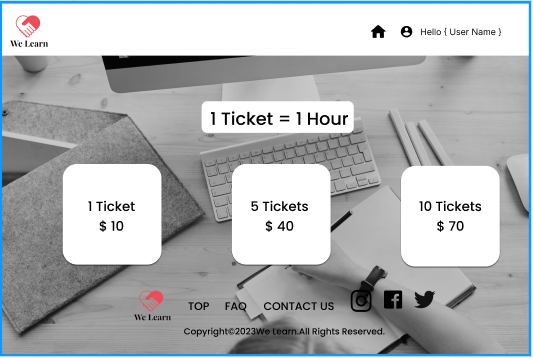 We Learn
Hello { User Name }
1 Ticket = 1 Hour
1 Ticket
$ 10
5 Tickets
$ 40
10 Tickets
$ 70
We Learn
TOP FAQ CONTACT US
Copyright©2023We Learn.All Rights Reserved.